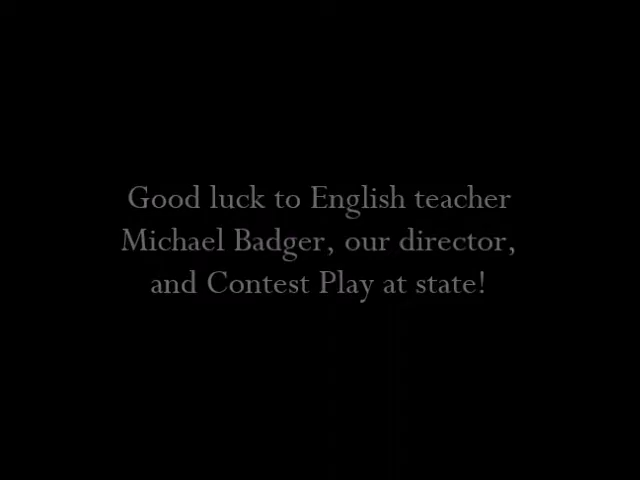 Good luck to English teacher
Michael Badger, our director,
and Contest Play at state!